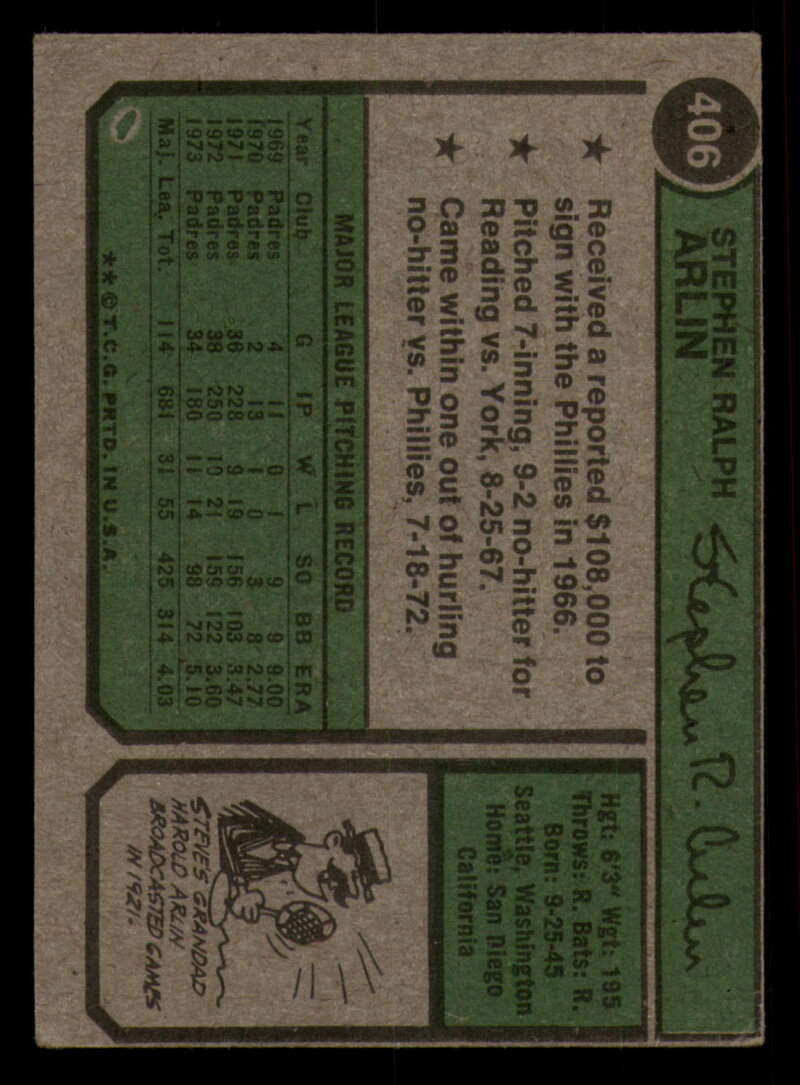 406
STEPHEN RALPH
ARLIN
Stephen R. Arlin
★ Received a reported $108,000 to
sign with the Phillies in 1966.
★ Pitched 7-inning, 9-2 no-hitter for
Reading vs. York, 8-25-67.
★ Came within one out of hurling
no-hitter vs. Phillies, 7-18-72.
MAJOR LEAGUE PITCHING RECORD
Year Club G IP W L SO BB ERA
1969 Padres 4 11 0 1 9 9 9.00
1970 Padres 2 13 1 0 3 8 2.77
1971 Padres 36 228 9 19 156 103 3.47
1972 Padres 38 250 10 21 159 122 3.60
1973 Padres 34 180 11 14 98 72 5.10
Maj. Lea. Tot. 114 681 31 55 425 314 4.03
**©T.C.G. PRTD. IN U.S.A.
Hgt: 6'3" Wgt: 195
Throws: R. Bats: R.
Born: 9-25-45
Seattle, Washington
Home: San Diego
California
STEVE'S GRANDAD
HAROLD ARLIN
BROADCASTED GAMES
IN 1921.